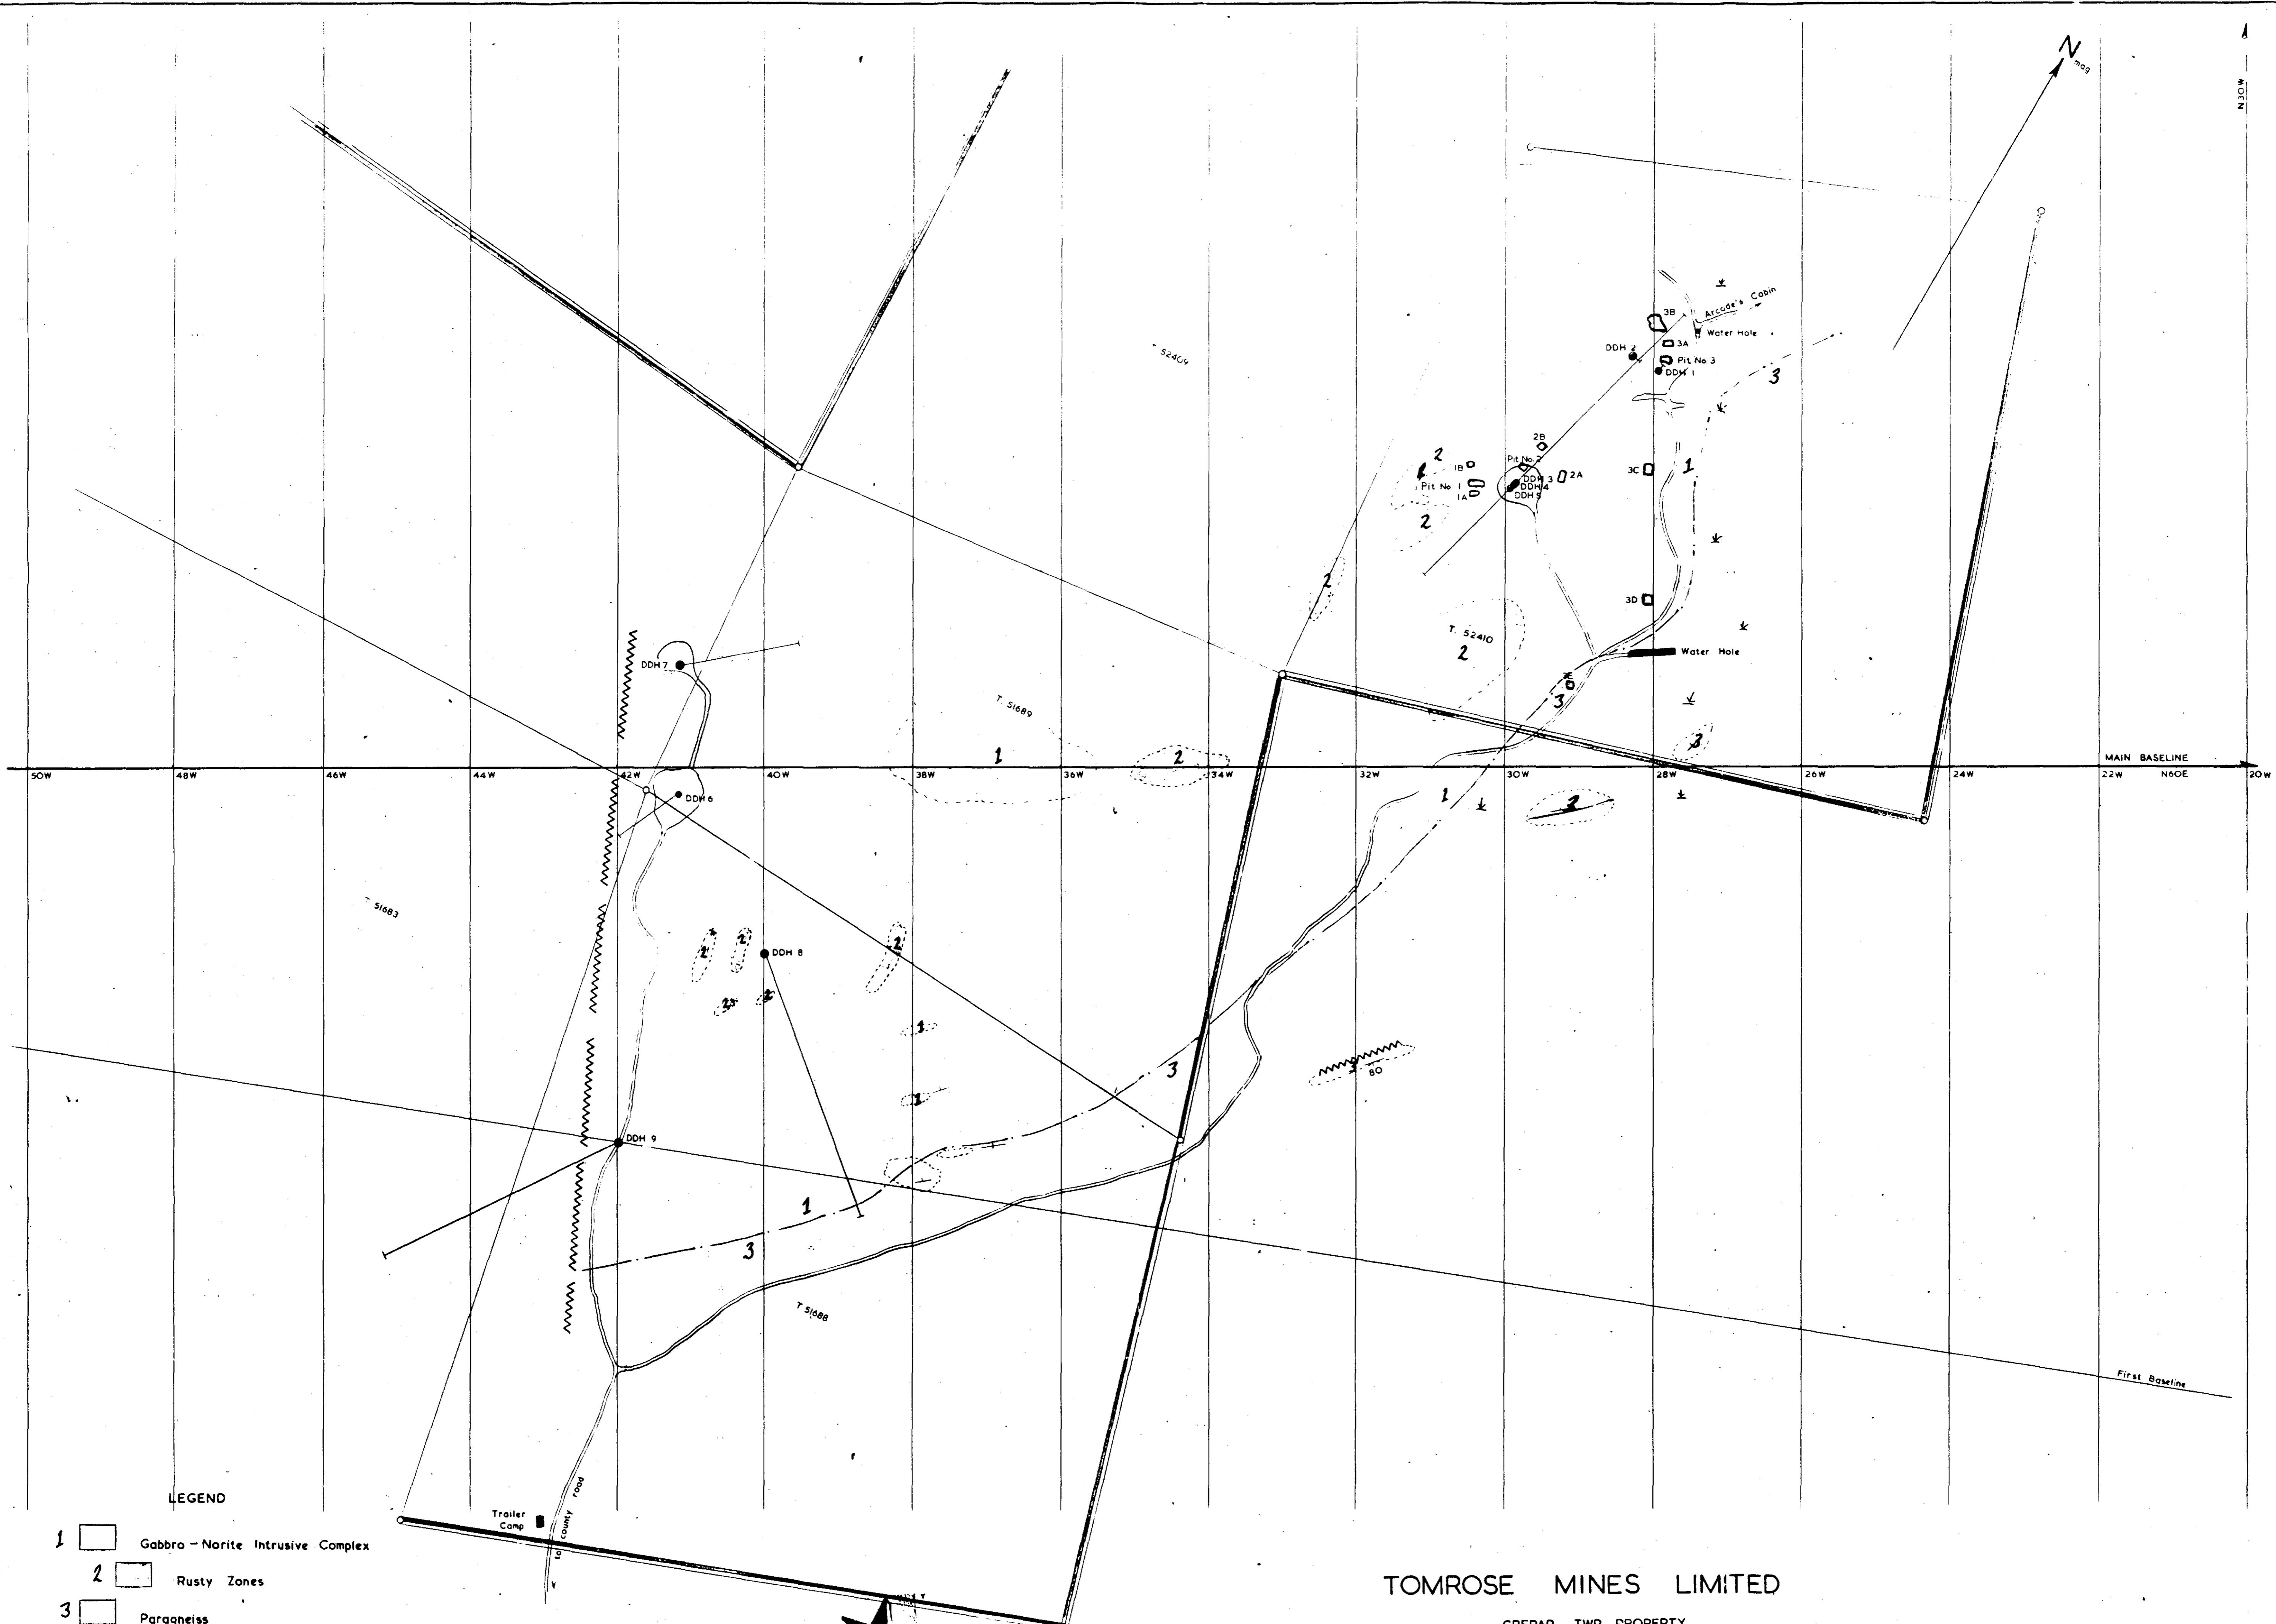 N mag
N30W
Arcade's Cabin
3B
Water Hole
T 52409
DDH 2
3A
Pit No. 3
DDH 1
3
2B
2
1B
Pit No. 2
3C
1
DDH 3
2A
Pit No 1
DDH 4
1A
DDH 5
2
2
3D
T. 52410
2
Water Hole
DDH 7
3
T. 51689
3
1
2
MAIN BASELINE
50W 48W 46W 44W 42W 40W 38W 36W 34W 32W 30W 28W 26W 24W 22W N60E 20W
DDH 6
1
T 51683
2
2
2
DDH 8
2
1
3
80
1
DDH 9
1
3
T 51688
First Baseline
LEGEND
Trailer
Camp
to county road
1 Gabbro – Norite Intrusive Complex
2 Rusty Zones
3 Paragneiss
TOMROSE MINES LIMITED